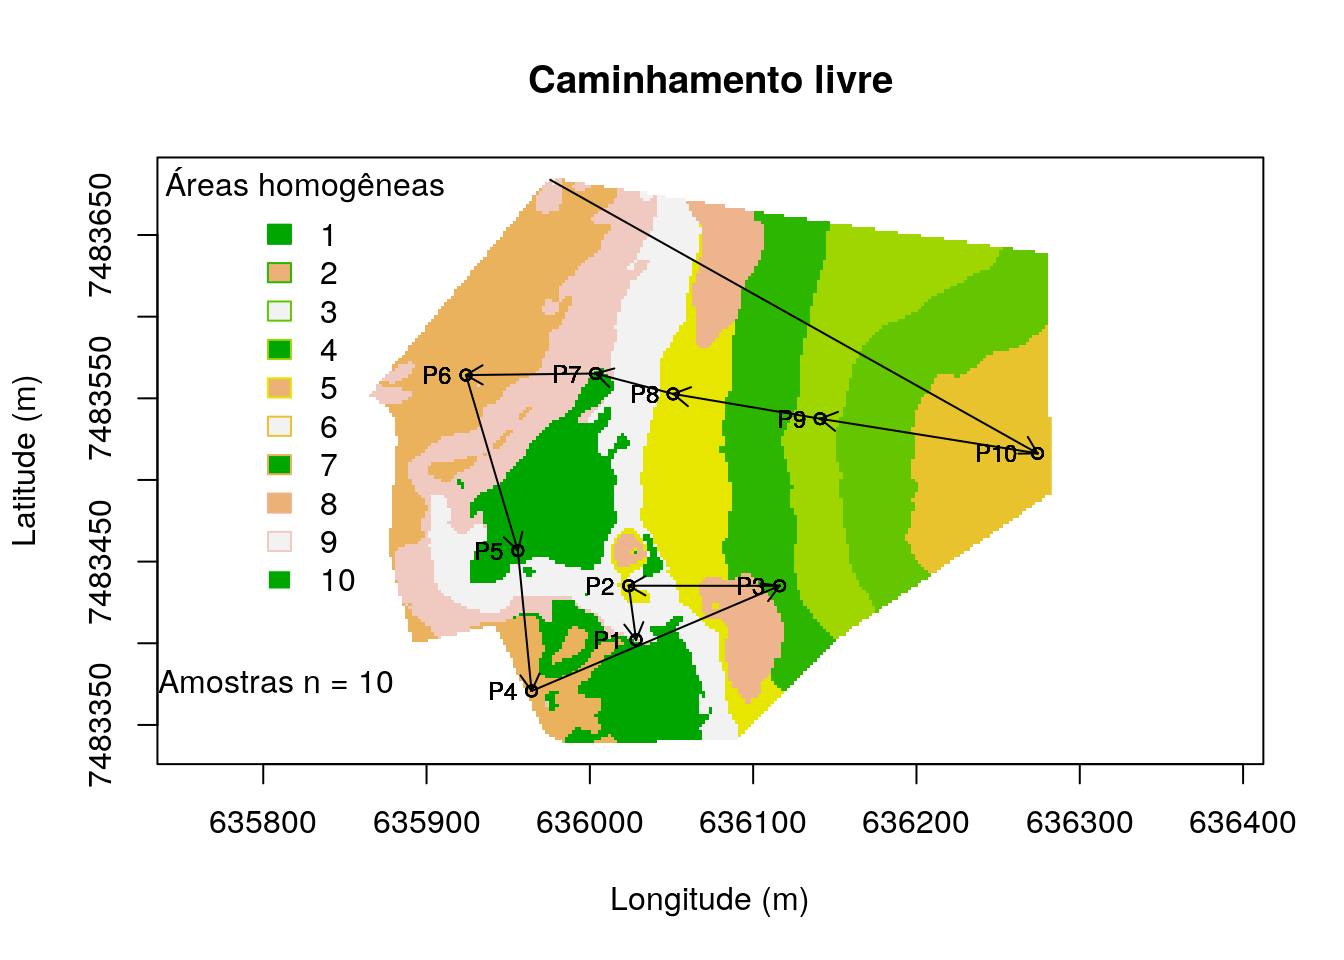 Caminhamento livre
Áreas homogêneas
1
2
3
4
5
6
7
8
9
10
Amostras n = 10
P6
P7
P8
P9
P10
P5
P2
P3
P1
P4
7483650
7483550
7483450
7483350
Latitude (m)
635800 635900 636000 636100 636200 636300 636400
Longitude (m)